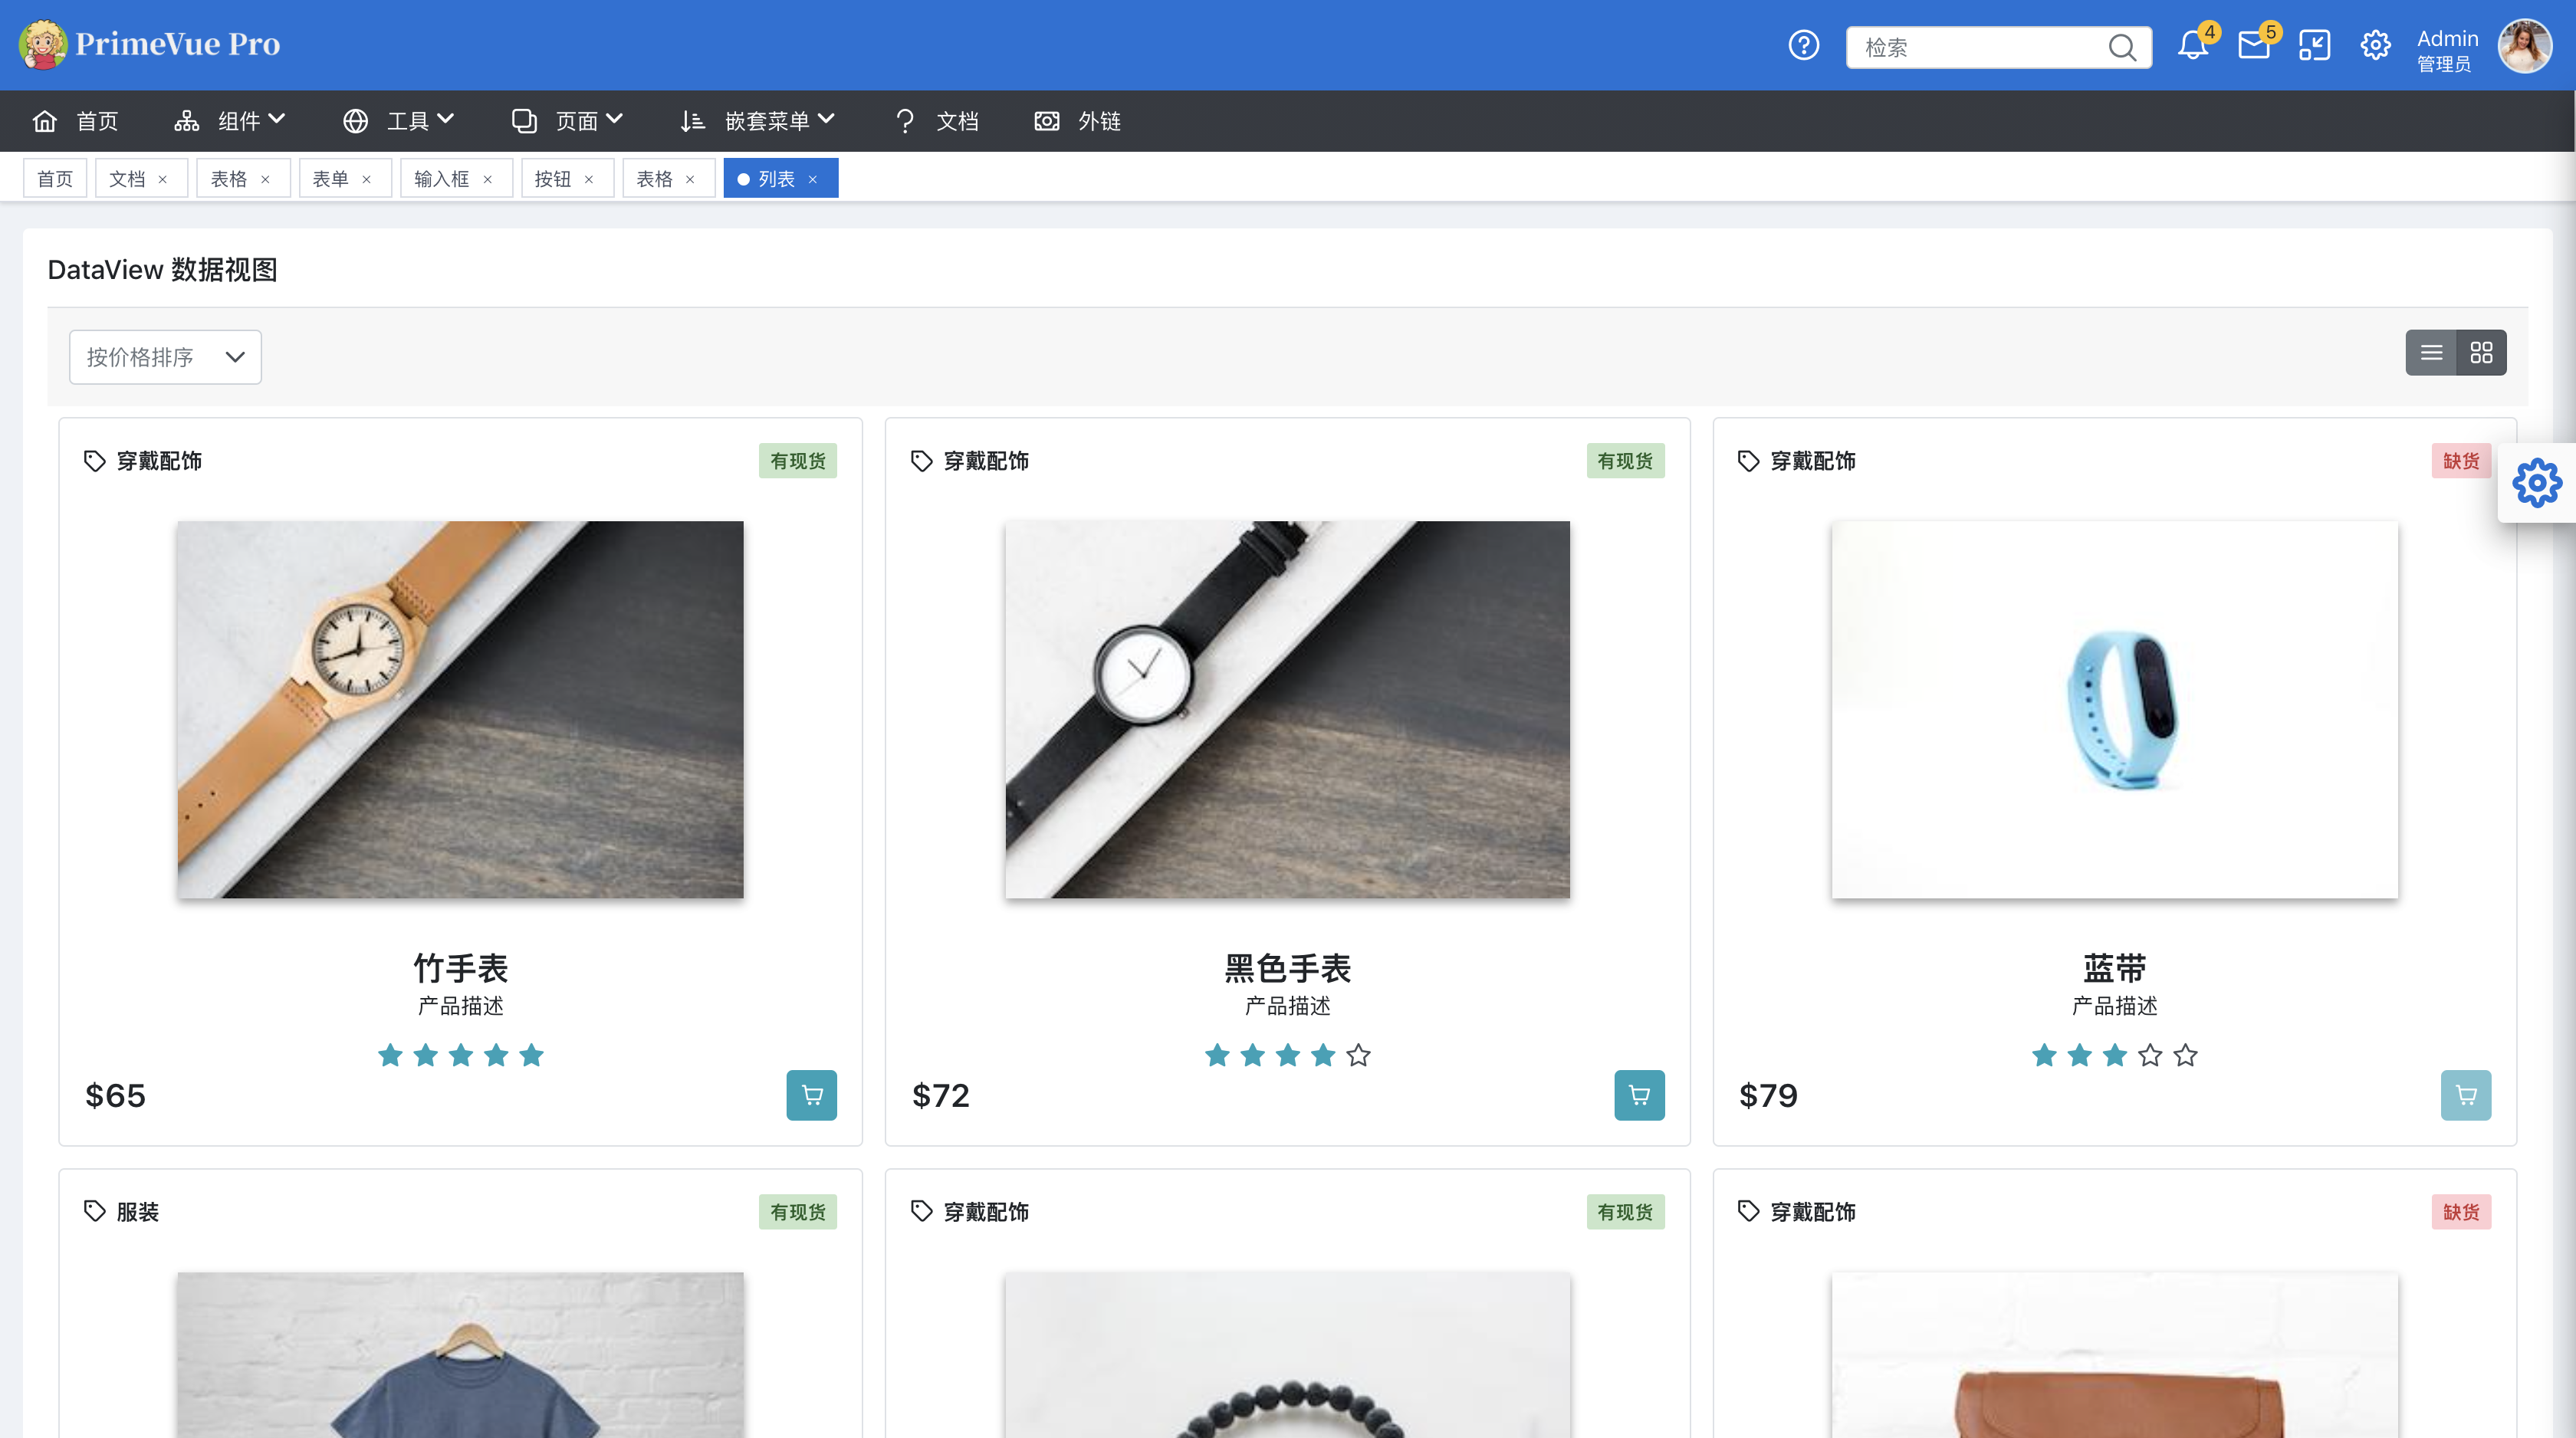 PrimeVue Pro
检索
4
5
Admin
管理员
首页
组件
工具
页面
嵌套菜单
文档
外链
首页
文档 ×
表格 ×
表单 ×
输入框 ×
按钮 ×
表格 ×
列表 ×
DataView 数据视图
按价格排序
穿戴配饰
有现货
竹手表
产品描述
$65
穿戴配饰
有现货
黑色手表
产品描述
$72
穿戴配饰
缺货
蓝带
产品描述
$79
服装
有现货
穿戴配饰
有现货
穿戴配饰
缺货